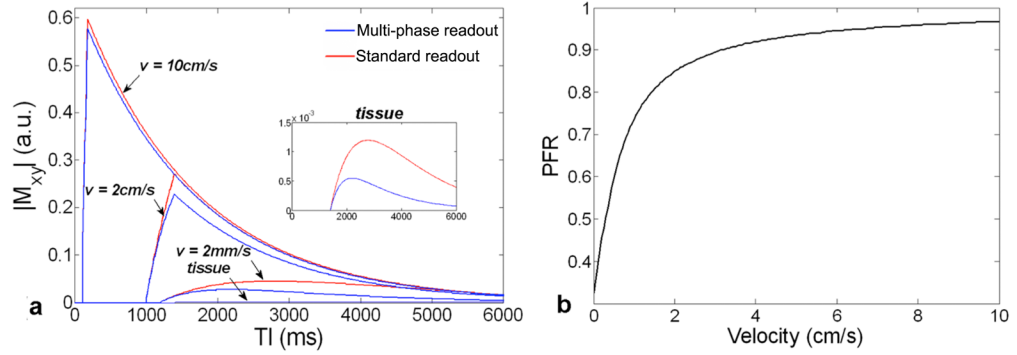 Multi-phase readout
Standard readout
v = 10cm/s
v = 2cm/s
v = 2mm/s
tissue
tissue
x 10⁻³
1.5
1
0.5
0
2000
4000
6000
0.6
0.5
0.4
0.3
0.2
0.1
0
|Mxy| (a.u.)
0
1000
2000
3000
4000
5000
6000
TI (ms)
a
1
0.9
0.8
0.7
0.6
0.5
0.4
PFR
0
2
4
6
8
10
Velocity (cm/s)
b